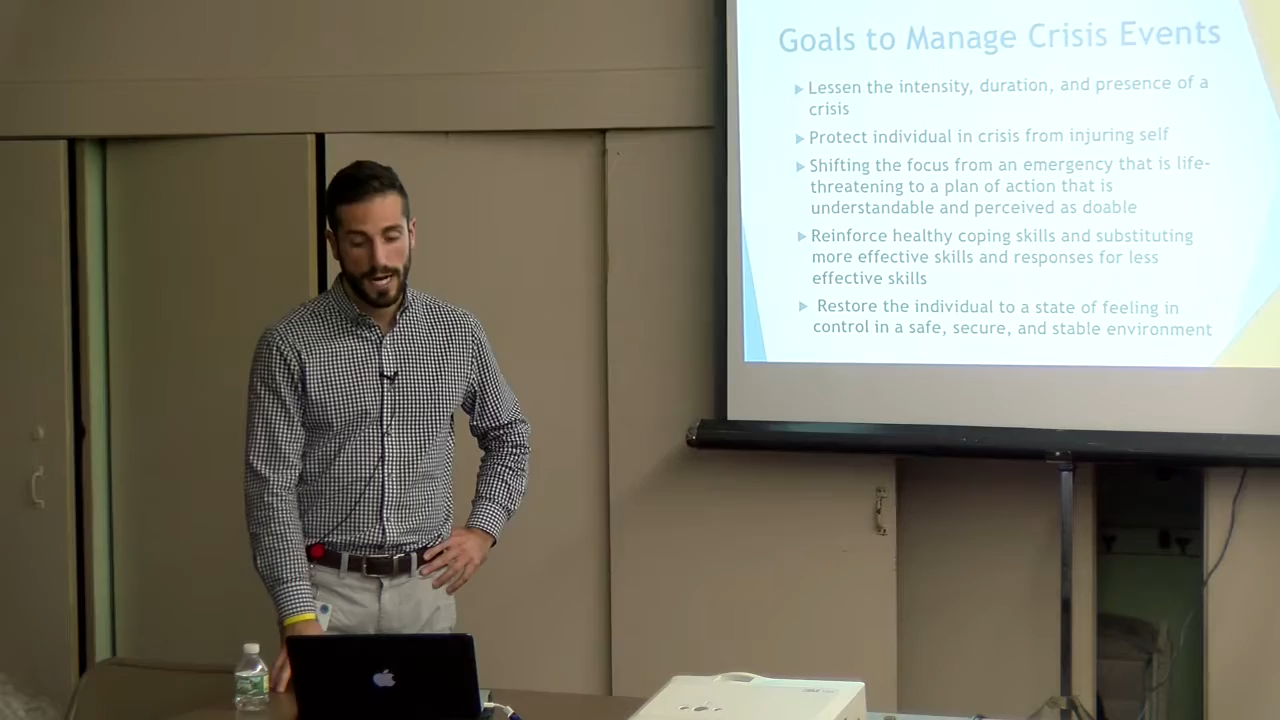 Goals to Manage Crisis Events
Lessen the intensity, duration, and presence of a
crisis
Protect individual in crisis from injuring self
Shifting the focus from an emergency that is life-
threatening to a plan of action that is
understandable and perceived as doable
Reinforce healthy coping skills and substituting
more effective skills and responses for less
effective skills
Restore the individual to a state of feeling in
control in a safe, secure, and stable environment